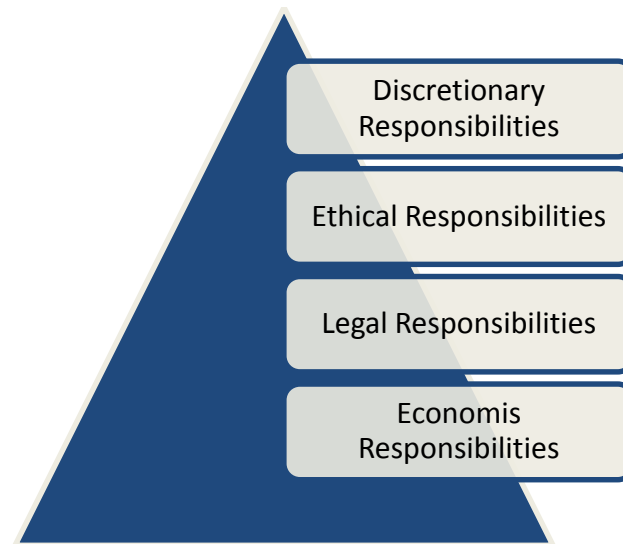 Discretionary
Responsibilities
Ethical Responsibilities
Legal Responsibilities
Economis
Responsibilities